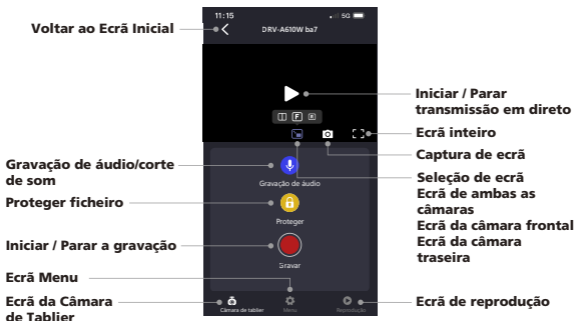 Voltar ao Ecrã Inicial
Gravação de áudio/corte
de som
Proteger ficheiro
Iniciar / Parar a gravação
Ecrã Menu
Ecrã da Câmara
de Tablier
11:15
5G
DRV-A610W ba7
F
Gravação de áudio
Proteger
Gravar
Câmara de tablier
Menu
Reprodução
Iniciar / Parar
transmissão em direto
Ecrã inteiro
Captura de ecrã
Seleção de ecrã
Ecrã de ambas as
câmaras
Ecrã da câmara frontal
Ecrã da câmara
traseira
Ecrã de reprodução